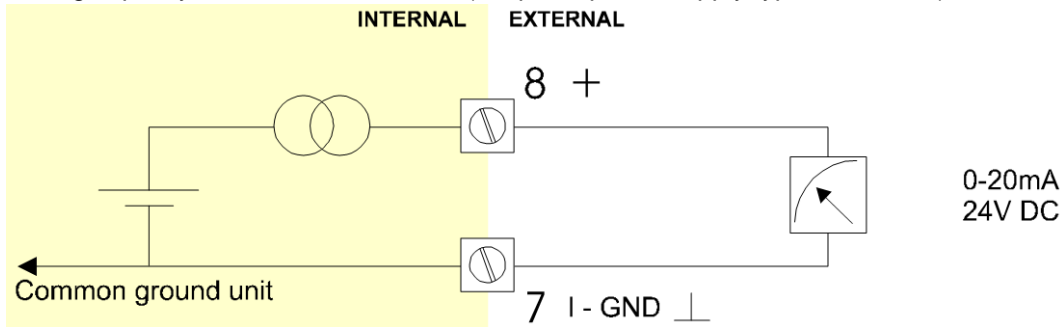 INTERNAL EXTERNAL
8 +
0-20mA
24V DC
Common ground unit
7 I - GND